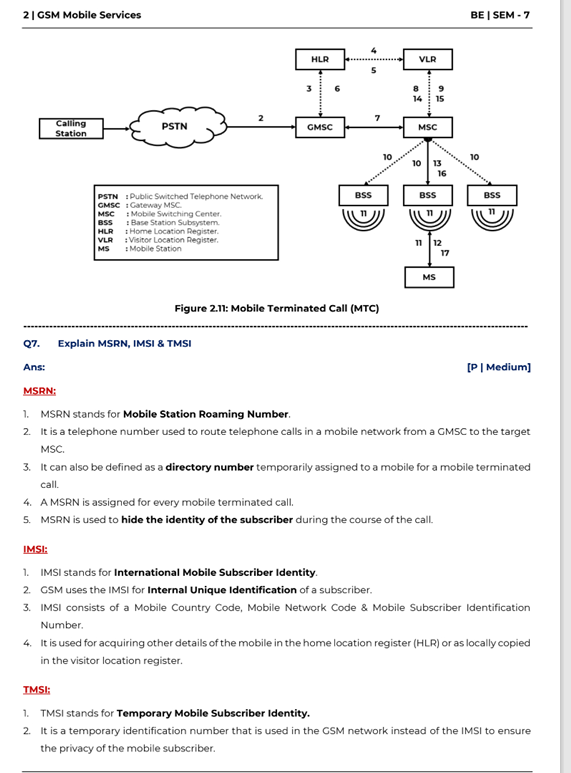 2 | GSM Mobile Services BE | SEM - 7
HLR
4
5
VLR
3 6
8 9
14 15
Calling
Station
PSTN
2
GMSC
7
MSC
10
10 13
16
10
BSS
BSS
BSS
11
11
11
11 12
17
MS
PSTN : Public Switched Telephone Network.
GMSC : Gateway MSC.
MSC : Mobile Switching Center.
BSS : Base Station Subsystem.
HLR : Home Location Register.
VLR : Visitor Location Register.
MS : Mobile Station
Figure 2.11: Mobile Terminated Call (MTC)
Q7. Explain MSRN, IMSI & TMSI
Ans: [P | Medium]
MSRN:
1. MSRN stands for Mobile Station Roaming Number.
2. It is a telephone number used to route telephone calls in a mobile network from a GMSC to the target
MSC.
3. It can also be defined as a directory number temporarily assigned to a mobile for a mobile terminated
call.
4. A MSRN is assigned for every mobile terminated call.
5. MSRN is used to hide the identity of the subscriber during the course of the call.
IMSI:
1. IMSI stands for International Mobile Subscriber Identity.
2. GSM uses the IMSI for Internal Unique Identification of a subscriber.
3. IMSI consists of a Mobile Country Code, Mobile Network Code & Mobile Subscriber Identification
Number.
4. It is used for acquiring other details of the mobile in the home location register (HLR) or as locally copied
in the visitor location register.
TMSI:
1. TMSI stands for Temporary Mobile Subscriber Identity.
2. It is a temporary identification number that is used in the GSM network instead of the IMSI to ensure
the privacy of the mobile subscriber.